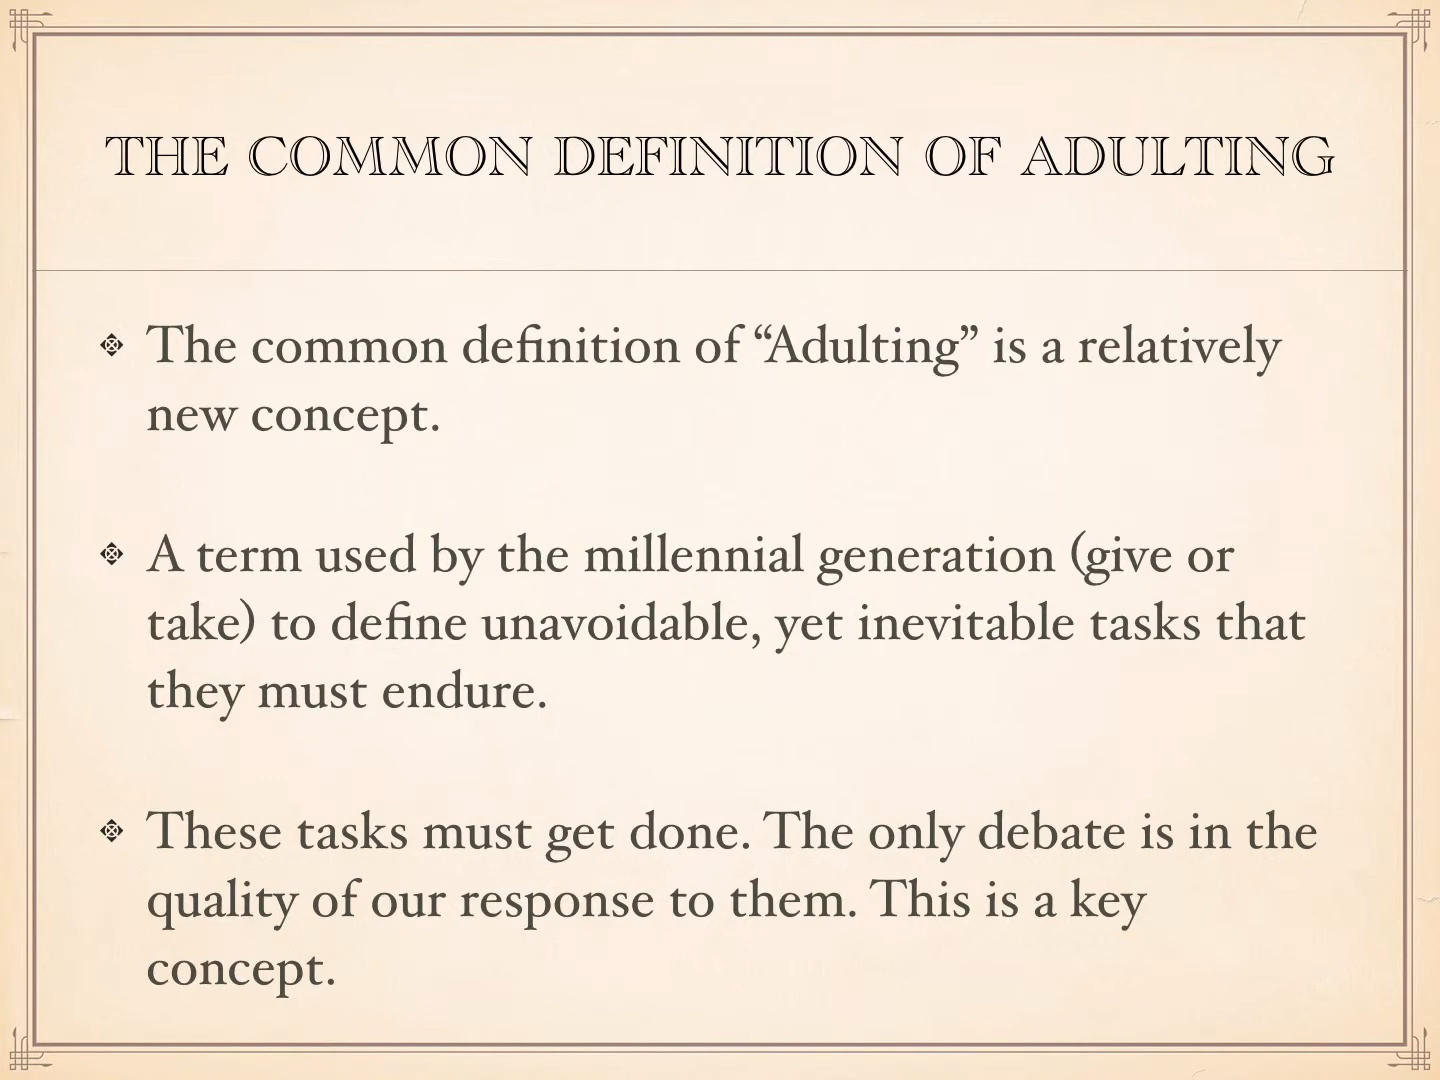 THE COMMON DEFINITION OF ADULTING
The common definition of “Adulting” is a relatively
new concept.
A term used by the millennial generation (give or
take) to define unavoidable, yet inevitable tasks that
they must endure.
These tasks must get done. The only debate is in the
quality of our response to them. This is a key
concept.